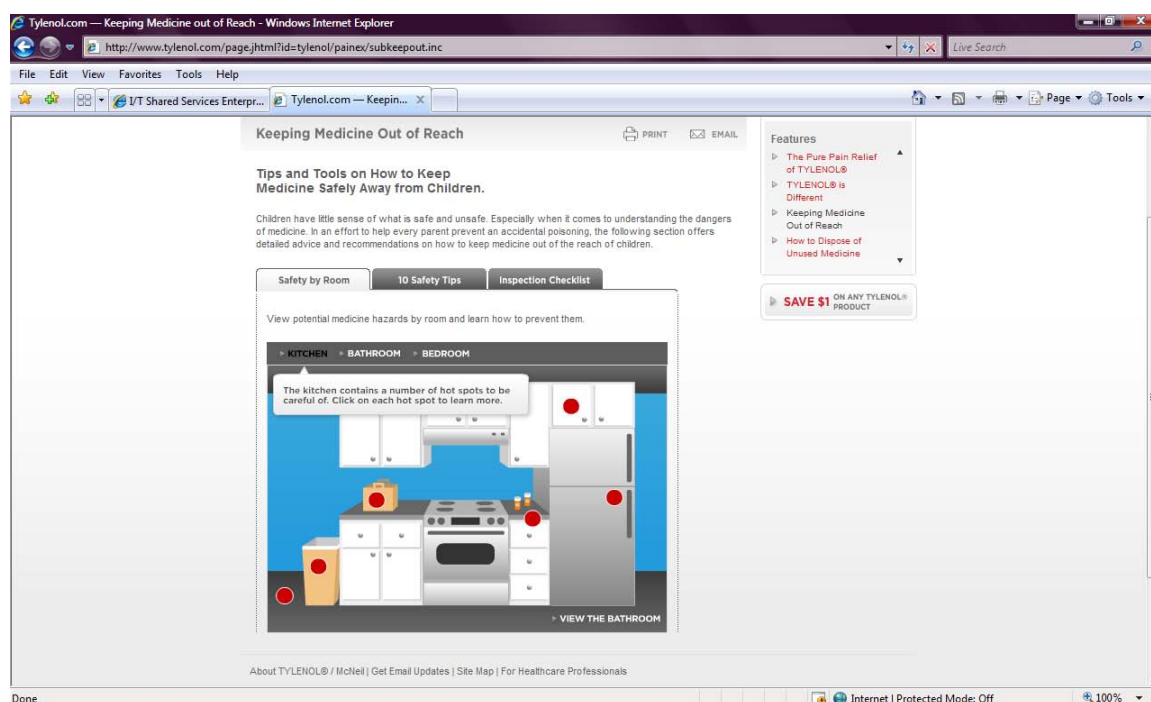 Tylenol.com — Keeping Medicine out of Reach - Windows Internet Explorer
http://www.tylenol.com/page.jhtml?id=tylenol/painex/subkeepout.inc
Live Search
File Edit View Favorites Tools Help
I/T Shared Services Enterpr...
Tylenol.com — Keepin...
Page
Tools
Keeping Medicine Out of Reach
PRINT
EMAIL
Tips and Tools on How to Keep
Medicine Safely Away from Children.
Children have little sense of what is safe and unsafe. Especially when it comes to understanding the dangers
of medicine. In an effort to help every parent prevent an accidental poisoning, the following section offers
detailed advice and recommendations on how to keep medicine out of the reach of children.
Safety by Room
10 Safety Tips
Inspection Checklist
View potential medicine hazards by room and learn how to prevent them.
KITCHEN
BATHROOM
BEDROOM
The kitchen contains a number of hot spots to be
careful of. Click on each hot spot to learn more.
VIEW THE BATHROOM
Features
The Pure Pain Relief
of TYLENOL®
TYLENOL® is
Different
Keeping Medicine
Out of Reach
How to Dispose of
Unused Medicine
SAVE $1 ON ANY TYLENOL®
PRODUCT
About TYLENOL® / McNeil | Get Email Updates | Site Map | For Healthcare Professionals
Done
Internet | Protected Mode: Off
100%